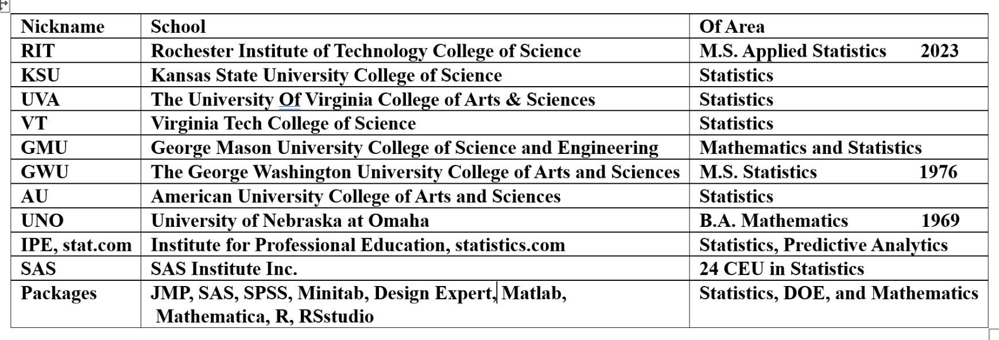 Nickname School Of Area
RIT Rochester Institute of Technology College of Science M.S. Applied Statistics 2023
KSU Kansas State University College of Science Statistics
UVA The University Of Virginia College of Arts & Sciences Statistics
VT Virginia Tech College of Science Statistics
GMU George Mason University College of Science and Engineering Mathematics and Statistics
GWU The George Washington University College of Arts and Sciences M.S. Statistics 1976
AU American University College of Arts and Sciences Statistics
UNO University of Nebraska at Omaha B.A. Mathematics 1969
IPE, stat.com Institute for Professional Education, statistics.com Statistics, Predictive Analytics
SAS SAS Institute Inc. 24 CEU in Statistics
Packages JMP, SAS, SPSS, Minitab, Design Expert, Matlab, Statistics, DOE, and Mathematics
Mathematica, R, RSstudio